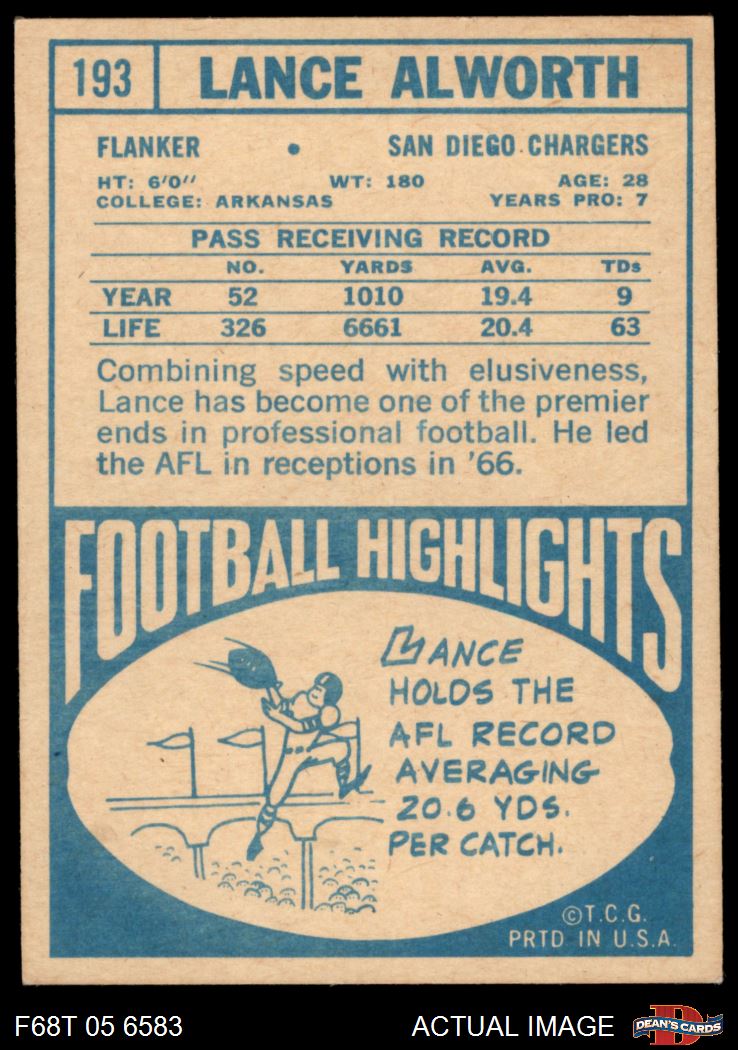 193 LANCE ALWORTH
FLANKER • SAN DIEGO CHARGERS
HT: 6'0" WT: 180 AGE: 28
COLLEGE: ARKANSAS YEARS PRO: 7
PASS RECEIVING RECORD
NO. YARDS AVG. TDs
YEAR 52 1010 19.4 9
LIFE 326 6661 20.4 63
Combining speed with elusiveness,
Lance has become one of the premier
ends in professional football. He led
the AFL in receptions in '66.
FOOTBALL HIGHLIGHTS
LANCE
HOLDS THE
AFL RECORD
AVERAGING
20.6 YDS.
PER CATCH.
©T.C.G.
PRTD IN U.S.A.
F68T 05 6583 ACTUAL IMAGE DEAN'S CARDS